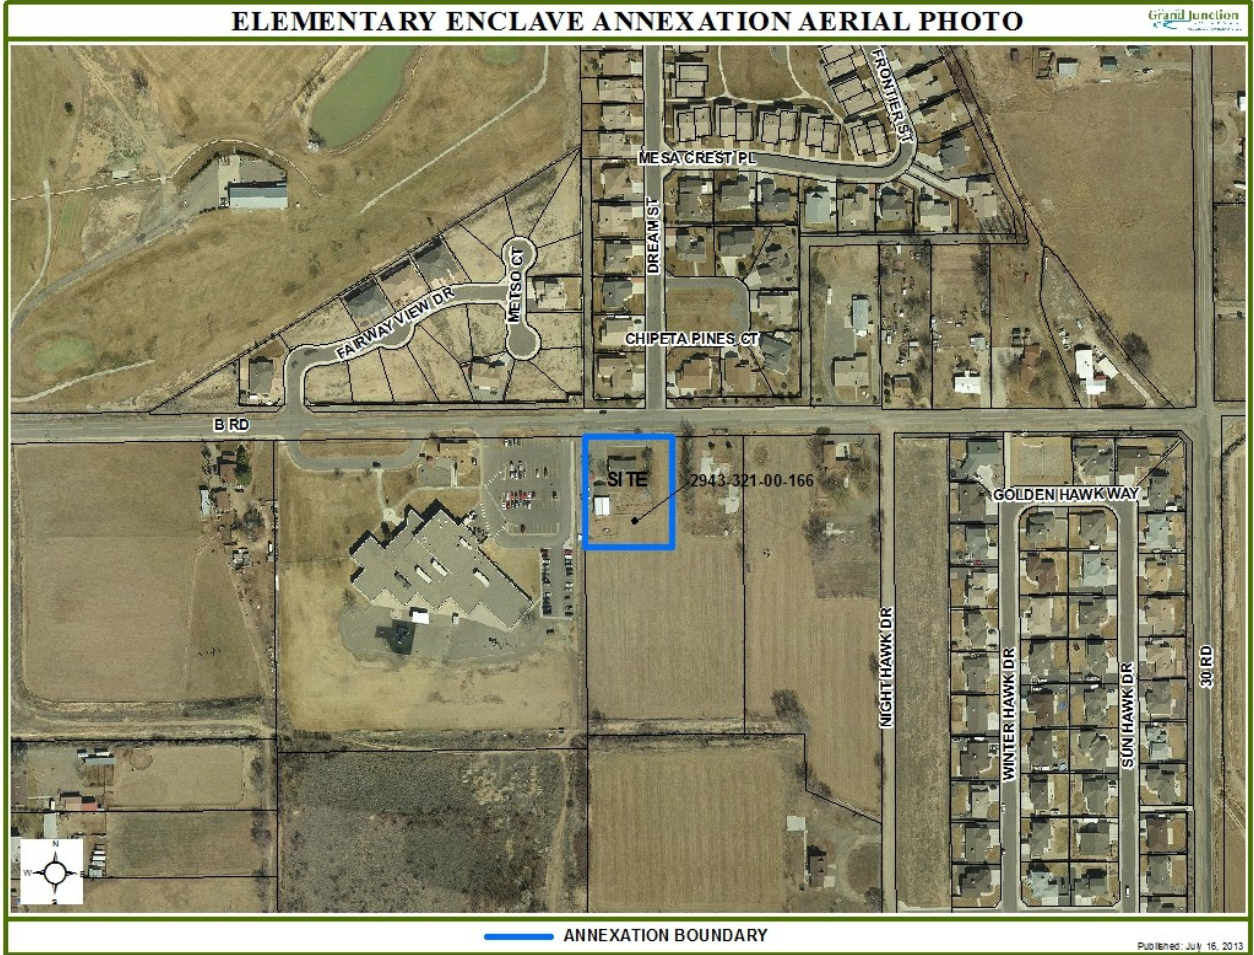 ELEMENTARY ENCLAVE ANNEXATION AERIAL PHOTO
Grand Junction
FRONTIER ST
MESA CREST PL
DREAM ST
METSO CT
FAIRWAY VIEW DR
CHIPETA PINES CT
B RD
SITE
2943-321-00-166
GOLDEN HAWK WAY
NIGHT HAWK DR
WINTER HAWK DR
SUN HAWK DR
30 RD
N
W
E
S
ANNEXATION BOUNDARY
Published: July 16, 2013